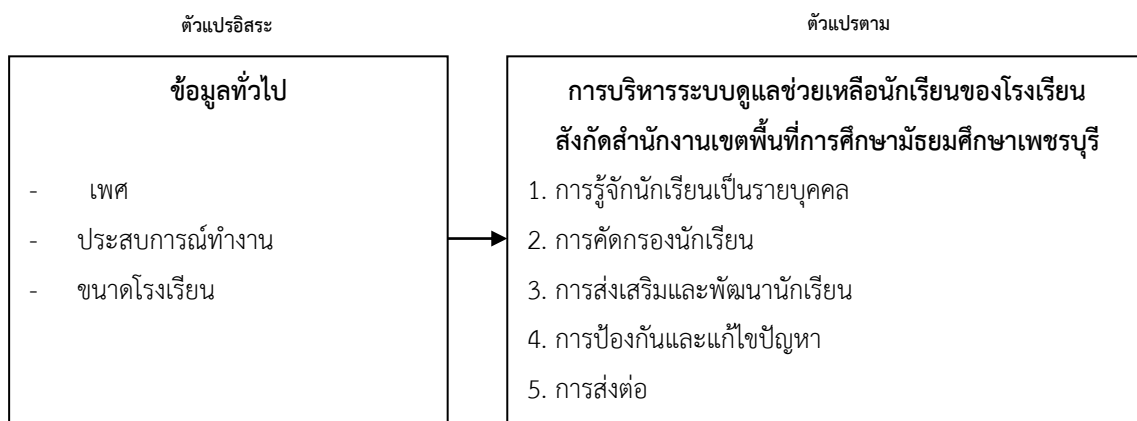 ตัวแปรอิสระ
ตัวแปรตาม
ข้อมูลทั่วไป
- เพศ
- ประสบการณ์ทำงาน
- ขนาดโรงเรียน
การบริหารระบบดูแลช่วยเหลือนักเรียนของโรงเรียน
สังกัดสำนักงานเขตพื้นที่การศึกษามัธยมศึกษาเพชรบุรี
1. การรู้จักนักเรียนเป็นรายบุคคล
2. การคัดกรองนักเรียน
3. การส่งเสริมและพัฒนานักเรียน
4. การป้องกันและแก้ไขปัญหา
5. การส่งต่อ